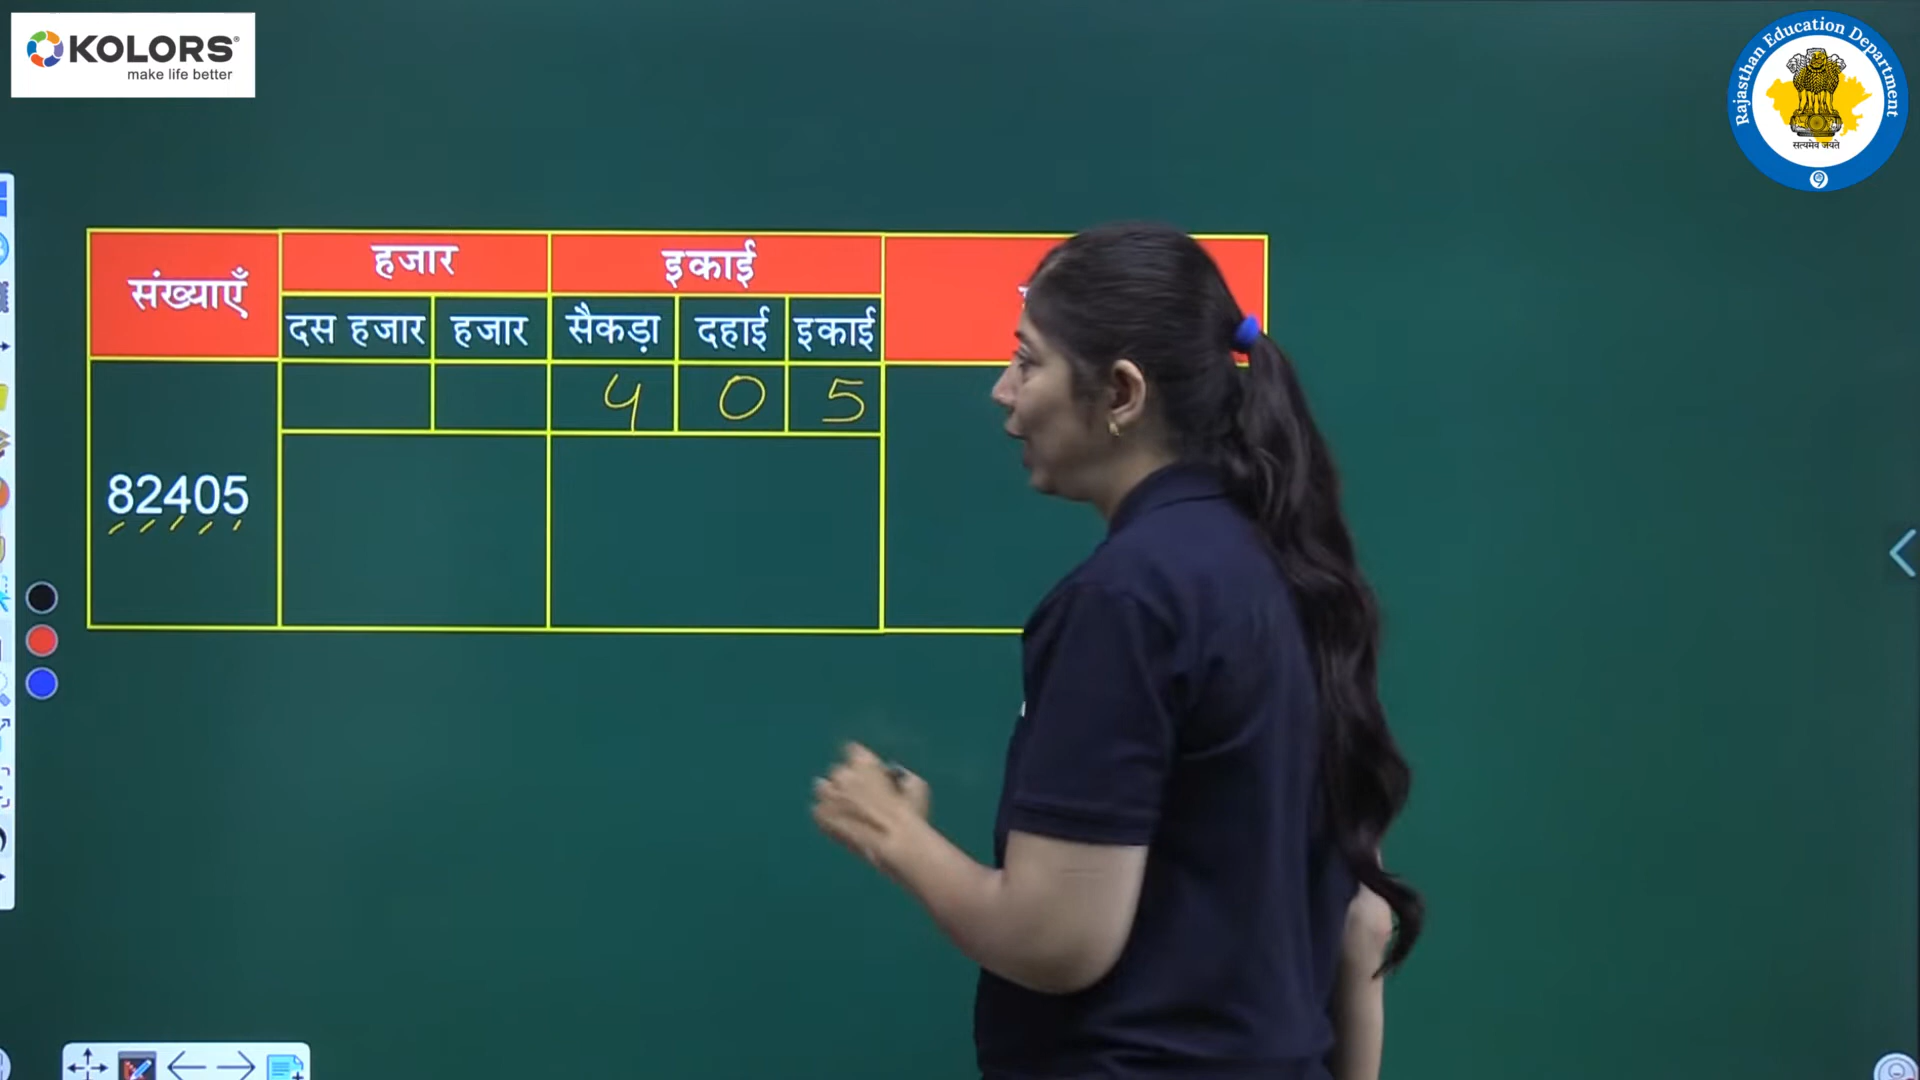 KOLORS®
make life better
Rajasthan Education Department
सत्यमेव जयते
संख्याएँ
हजार
इकाई
दस हजार
हजार
सैकड़ा
दहाई
इकाई
4 0 5
82405